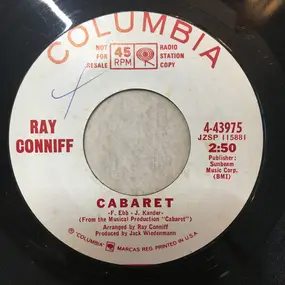 COLUMBIA
NOT FOR RESALE
45 RPM
RADIO STATION COPY
RAY CONNIFF
4-43975
JZSP 115881
2:50
Publisher:
Sunbeam
Music Corp.
(BMI)
CABARET
-F. Ebb - J. Kander-
(From the Musical Production "Cabaret")
Arranged by Ray Conniff
Produced by Jack Wiedenmann
® "COLUMBIA" MARCAS REG. PRINTED IN U.S.A.